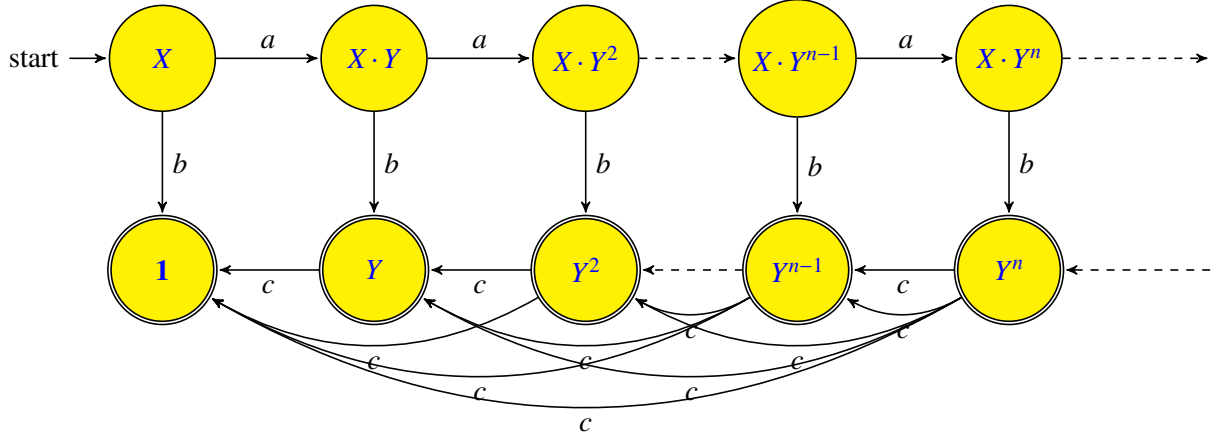 start X a X · Y a X · Y² X · Yⁿ⁻¹ a X · Yⁿ
b b b b b
1 c Y c Y² Yⁿ⁻¹ c Yⁿ
c c
c c c
c c
c